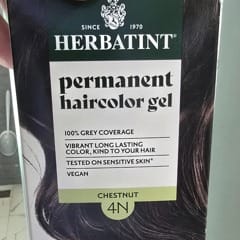 SINCE 1970
HERBATINT®
permanent
haircolor gel
100% GREY COVERAGE
VIBRANT LONG LASTING
COLOR, KIND TO YOUR HAIR
TESTED ON SENSITIVE SKIN*
VEGAN
CHESTNUT
4N